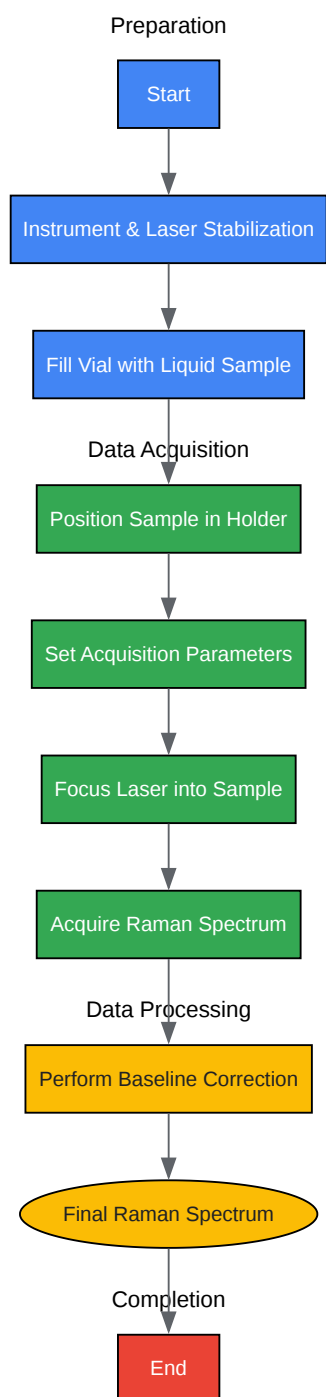 Preparation
Start
Instrument & Laser Stabilization
Fill Vial with Liquid Sample
Data Acquisition
Position Sample in Holder
Set Acquisition Parameters
Focus Laser into Sample
Acquire Raman Spectrum
Data Processing
Perform Baseline Correction
Final Raman Spectrum
Completion
End